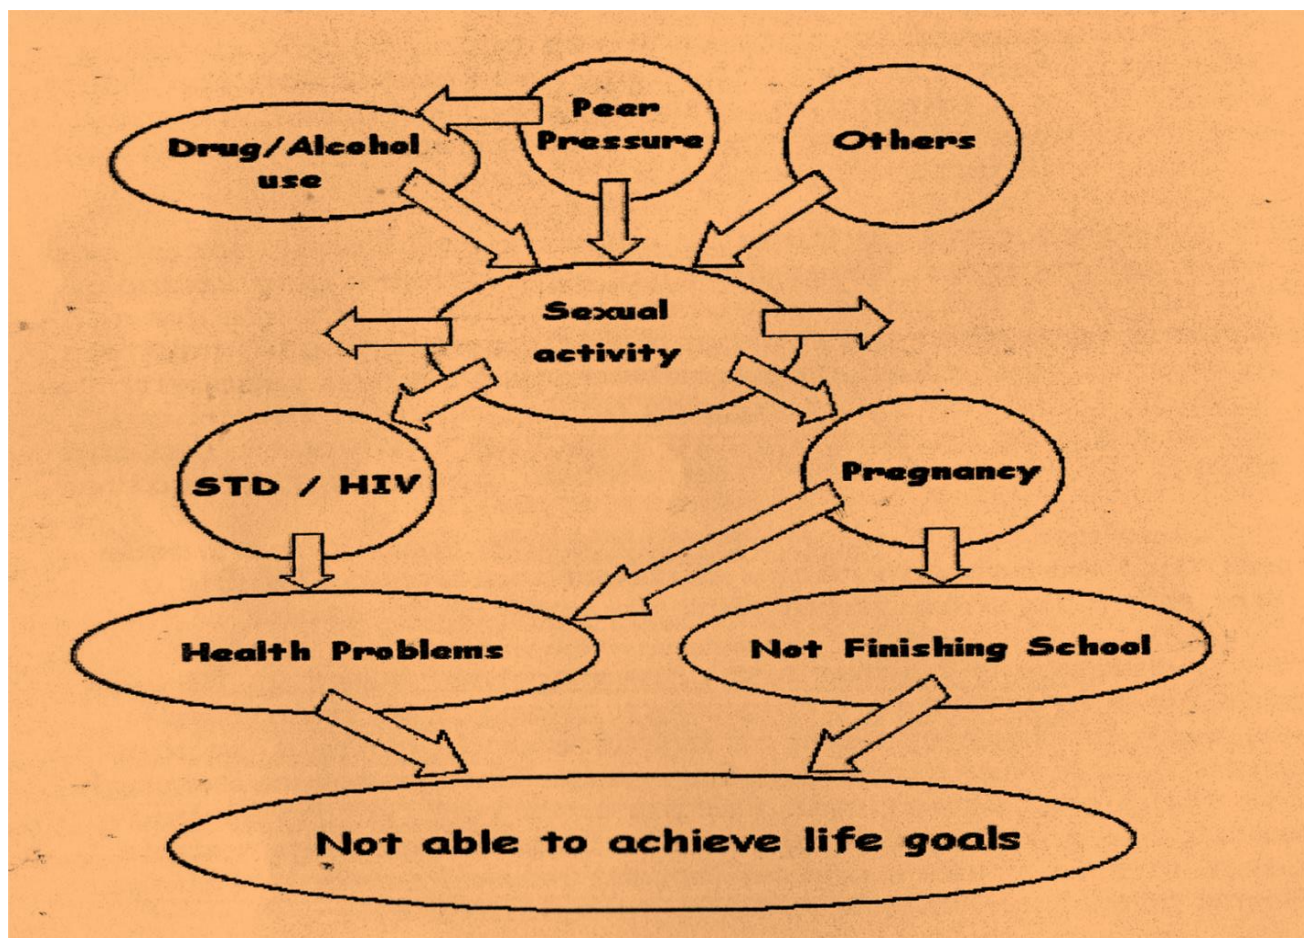 Peer
Pressure
Drug/Alcohol
use
Others
Sexual
activity
STD / HIV
Pregnancy
Health Problems
Not Finishing School
Not able to achieve life goals